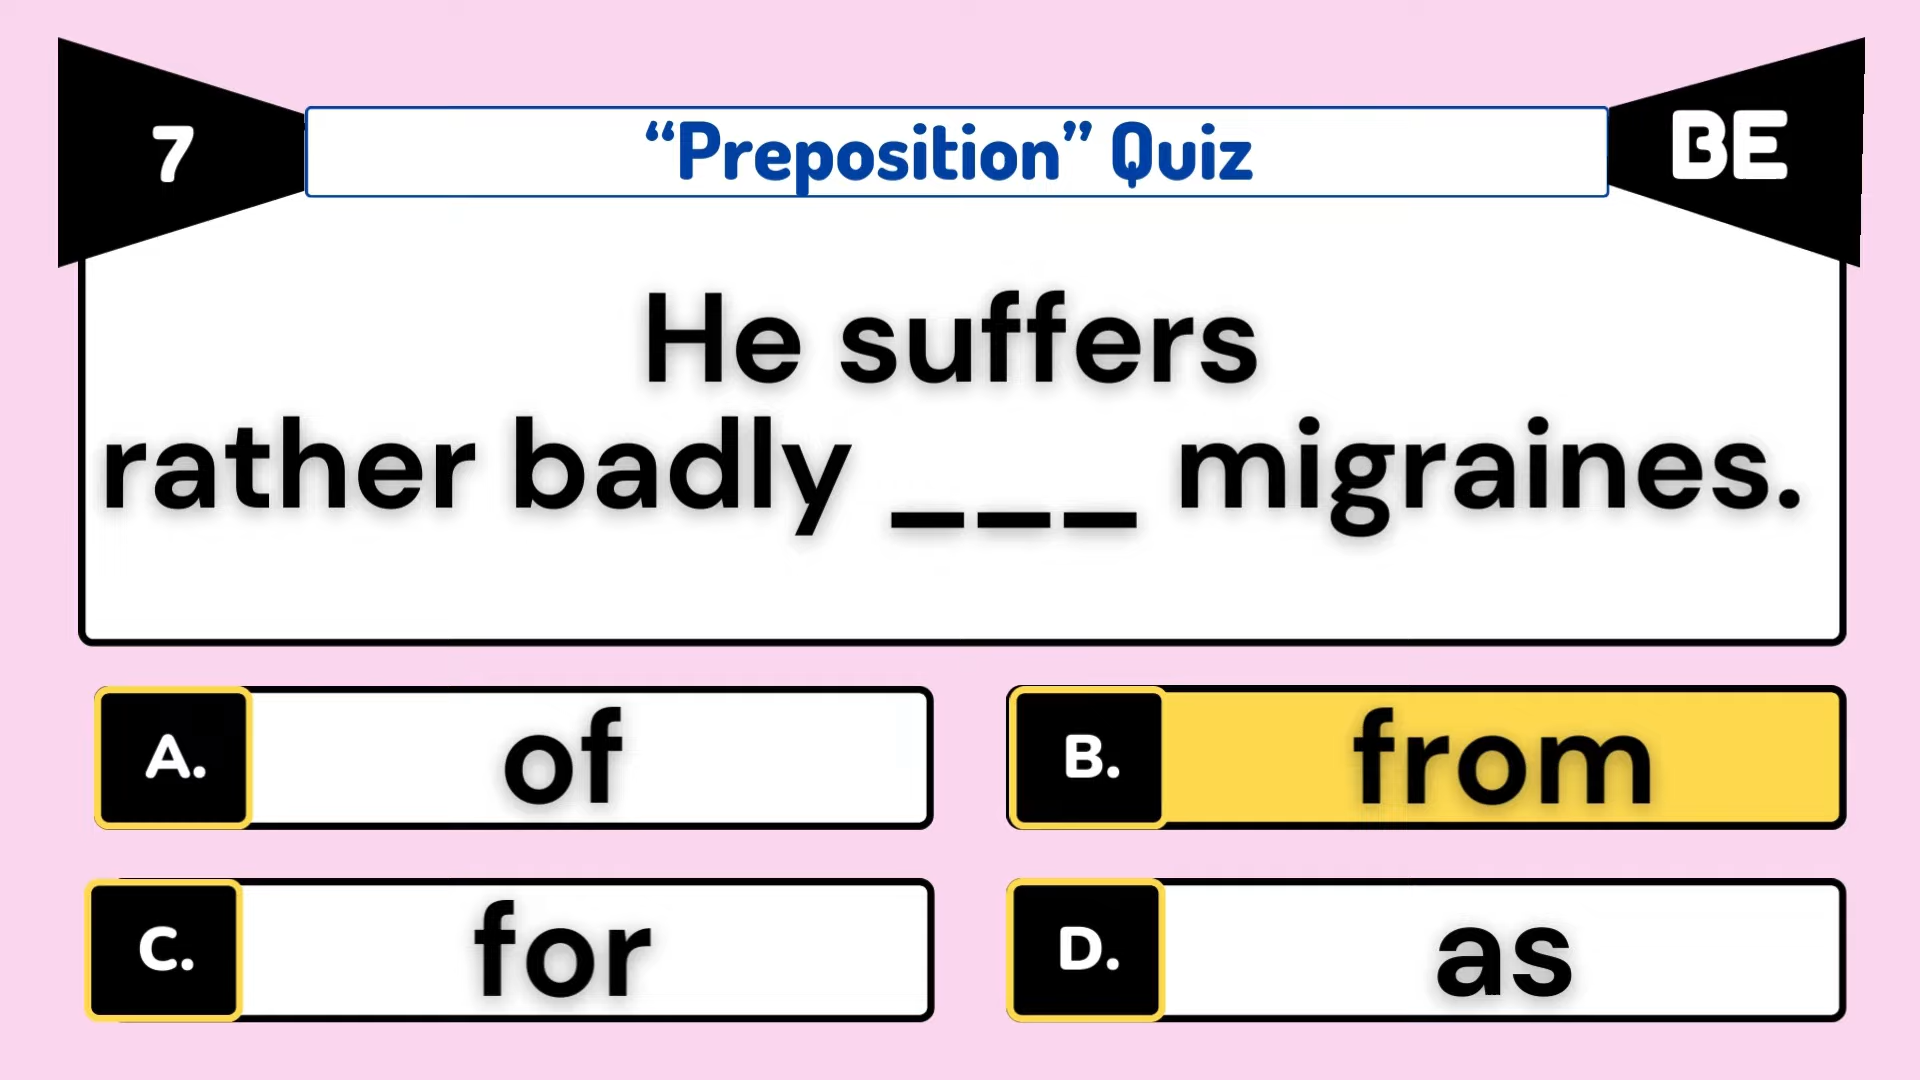 7
“Preposition” Quiz
BE
He suffers
rather badly ___ migraines.
A.
of
B.
from
C.
for
D.
as